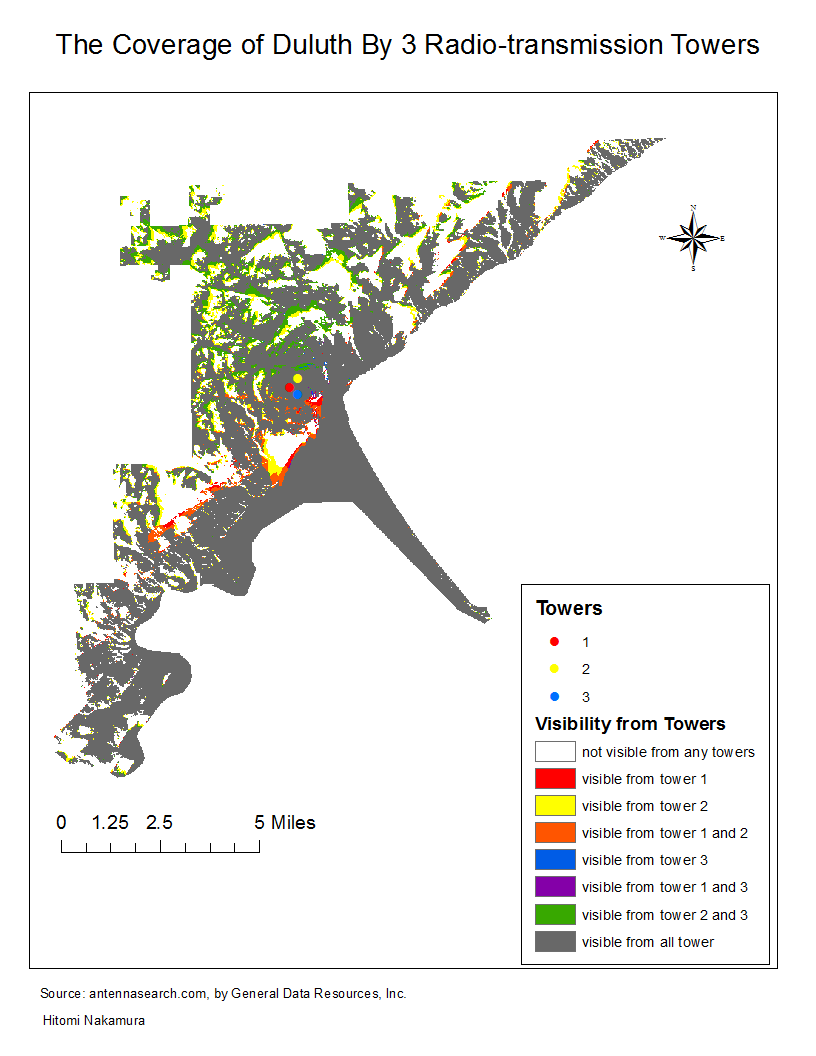 The Coverage of Duluth By 3 Radio-transmission Towers
N
W E
S
Towers
1
2
3
Visibility from Towers
not visible from any towers
visible from tower 1
visible from tower 2
visible from tower 1 and 2
visible from tower 3
visible from tower 1 and 3
visible from tower 2 and 3
visible from all tower
0 1.25 2.5 5 Miles
Source: antennasearch.com, by General Data Resources, Inc.
Hitomi Nakamura